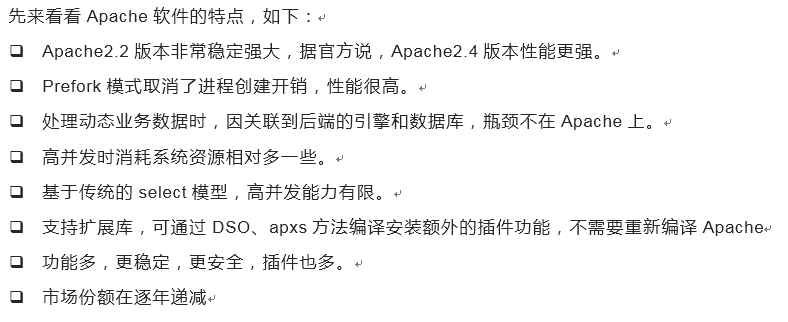 先来看看 Apache 软件的特点，如下：
Apache2.2 版本非常稳定强大，据官方说，Apache2.4 版本性能更强。
Prefork 模式取消了进程创建开销，性能很高。
处理动态业务数据时，因关联到后端的引擎和数据库，瓶颈不在 Apache 上。
高并发时消耗系统资源相对多一些。
基于传统的 select 模型，高并发能力有限。
支持扩展库，可通过 DSO、apxs 方法编译安装额外的插件功能，不需要重新编译 Apache
功能多，更稳定，更安全，插件也多。
市场份额在逐年递减